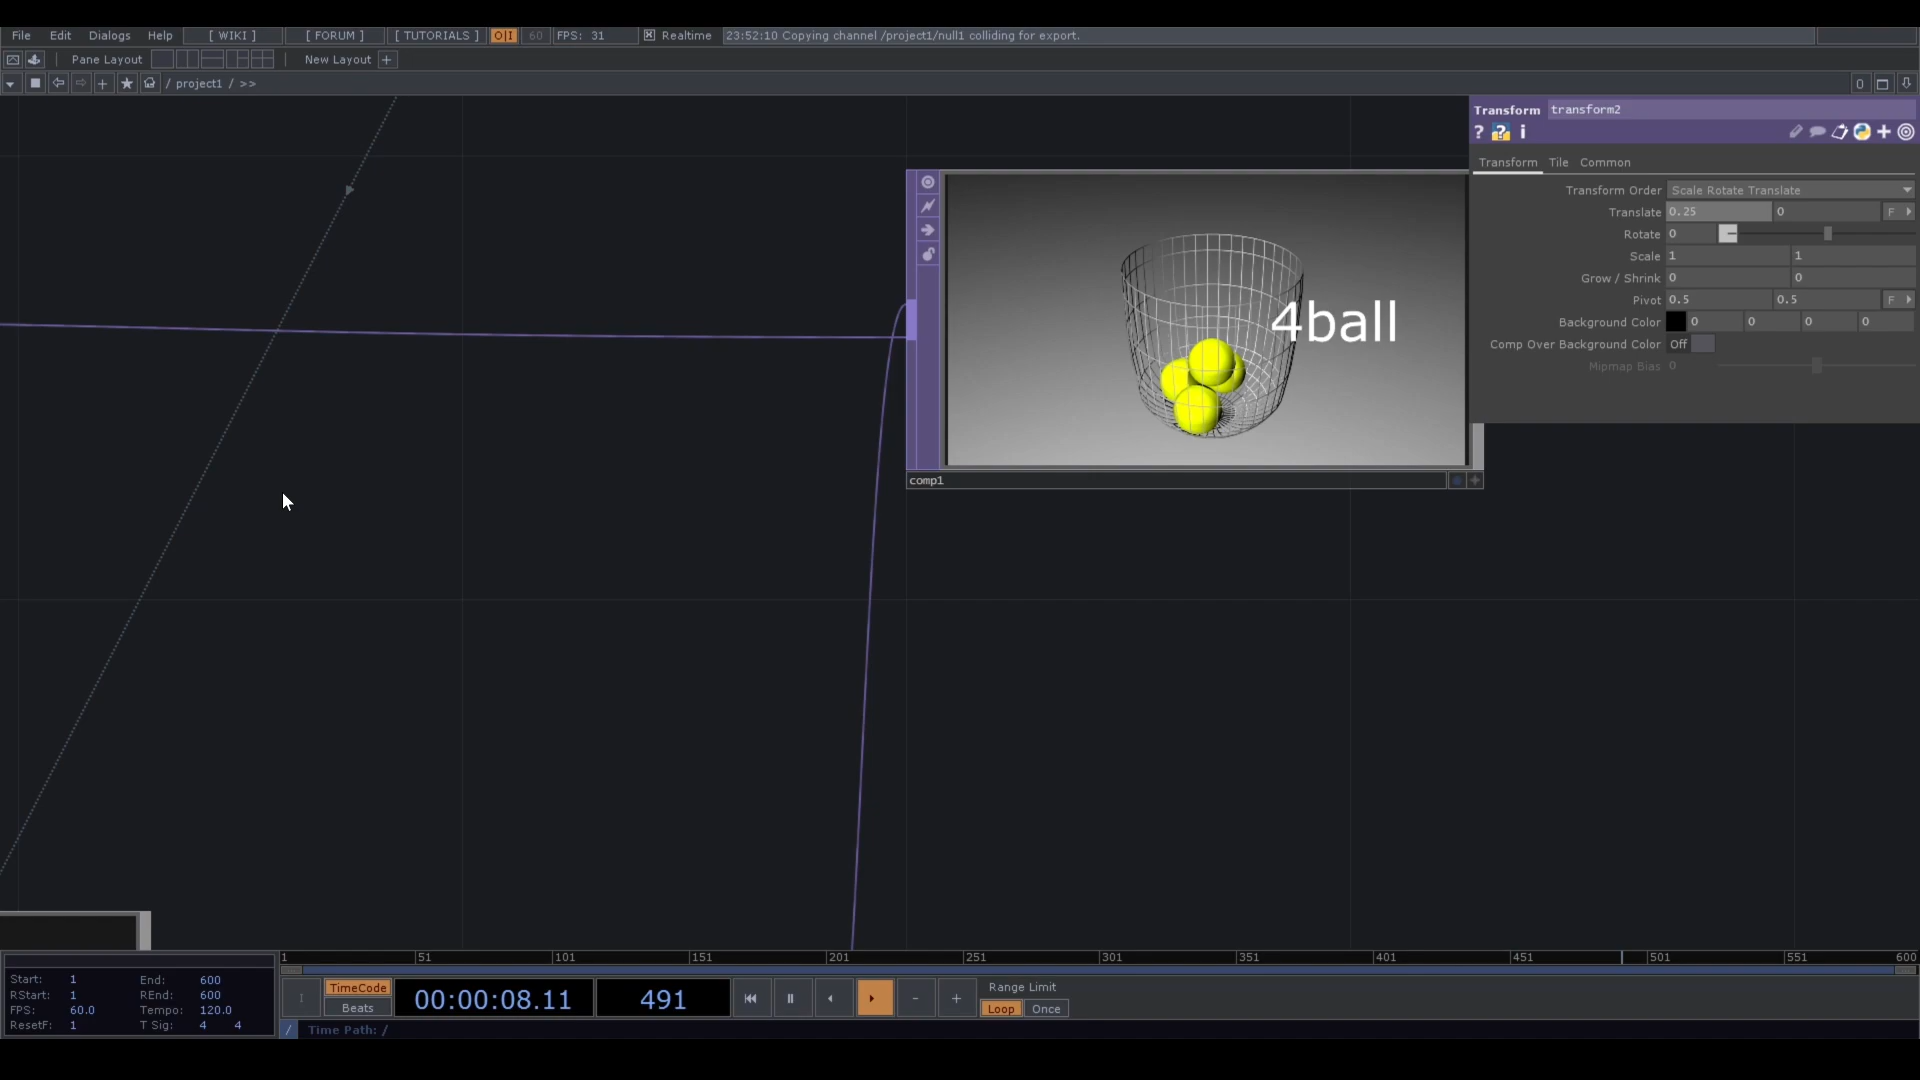 File Edit Dialogs Help [ WIKI ] [ FORUM ] [ TUTORIALS ] O|I 60 FPS: 31 Realtime 23:52:10 Copying channel /project1/null1 colliding for export.
Pane Layout New Layout +
/ project1 / >> 0
Transform transform2
? ? i
Transform Tile Common
Transform Order Scale Rotate Translate
Translate 0.25 0 F
Rotate 0
Scale 1 1
Grow / Shrink 0 0
Pivot 0.5 0.5 F
Background Color 0 0 0 0
Comp Over Background Color Off
Mipmap Bias 0
4ball
comp1
1 51 101 151 201 251 301 351 401 451 501 551 600
Start: 1 End: 600
RStart: 1 REnd: 600
FPS: 60.0 Tempo: 120.0
ResetF: 1 T Sig: 4 4
I TimeCode Beats 00:00:08.11 491 - + Range Limit
Loop Once
/ Time Path: /